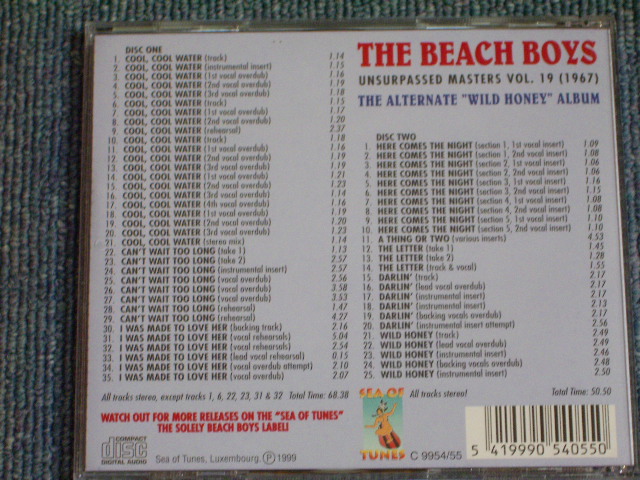 DISC ONE
1. COOL, COOL WATER (track) 1.14
2. COOL, COOL WATER (instrumental insert) 1.15
3. COOL, COOL WATER (1st vocal overdub) 1.16
4. COOL, COOL WATER (2nd vocal overdub) 1.19
5. COOL, COOL WATER (3rd vocal overdub) 1.18
6. COOL, COOL WATER (track) 1.15
7. COOL, COOL WATER (1st vocal overdub) 1.17
8. COOL, COOL WATER (2nd vocal overdub) 1.20
9. COOL, COOL WATER (rehearsal) 2.37
10. COOL, COOL WATER (track) 1.18
11. COOL, COOL WATER (1st vocal overdub) 1.16
12. COOL, COOL WATER (2nd vocal overdub) 1.19
13. COOL, COOL WATER (3rd vocal overdub) 1.19
14. COOL, COOL WATER (1st vocal overdub) 1.21
15. COOL, COOL WATER (2nd vocal overdub) 1.23
16. COOL, COOL WATER (3rd vocal overdub) 1.14
17. COOL, COOL WATER (4th vocal overdub) 1.16
18. COOL, COOL WATER (1st vocal overdub) 1.19
19. COOL, COOL WATER (2nd vocal overdub) 1.20
20. COOL, COOL WATER (3rd vocal overdub) 1.23
21. COOL, COOL WATER (stereo mix) 1.14
22. CAN'T WAIT TOO LONG (take 1) 1.13
23. CAN'T WAIT TOO LONG (take 2) 2.57
24. CAN'T WAIT TOO LONG (instrumental insert) 2.57
25. CAN'T WAIT TOO LONG (vocal overdub) 2.56
26. CAN'T WAIT TOO LONG (vocal overdub) 3.58
27. CAN'T WAIT TOO LONG (vocal overdub) 3.53
28. CAN'T WAIT TOO LONG (rehearsal) 1.47
29. CAN'T WAIT TOO LONG (rehearsal) 4.27
30. I WAS MADE TO LOVE HER (backing track) 2.16
31. I WAS MADE TO LOVE HER (vocal rehearsals) 5.04
32. I WAS MADE TO LOVE HER (vocal rehearsals) 2.54
33. I WAS MADE TO LOVE HER (lead vocal rehearsal) 0.15
34. I WAS MADE TO LOVE HER (vocal overdub attempt) 2.10
35. I WAS MADE TO LOVE HER (vocal overdub) 2.07
All tracks stereo, except tracks 1, 6, 22, 23, 31 & 32 Total Time: 68.38
WATCH OUT FOR MORE RELEASES ON THE "SEA OF TUNES"
THE SOLELY BEACH BOYS LABEL!
COMPACT
disc
DIGITAL AUDIO
Sea of Tunes, Luxembourg. Ⓟ 1999
THE BEACH BOYS
UNSURPASSED MASTERS VOL. 19 (1967)
THE ALTERNATE "WILD HONEY" ALBUM
DISC TWO
1. HERE COMES THE NIGHT (section 1, 1st vocal insert) 1.09
2. HERE COMES THE NIGHT (section 1, 2nd vocal insert) 1.08
3. HERE COMES THE NIGHT (section 2, 1st vocal insert) 1.06
4. HERE COMES THE NIGHT (section 2, 2nd vocal insert) 1.06
5. HERE COMES THE NIGHT (section 3, 1st vocal insert) 1.16
6. HERE COMES THE NIGHT (section 3, 2nd vocal insert) 1.15
7. HERE COMES THE NIGHT (section 4, 1st vocal insert) 1.08
8. HERE COMES THE NIGHT (section 4, 2nd vocal insert) 1.08
9. HERE COMES THE NIGHT (section 5, 1st vocal insert) 1.10
10. HERE COMES THE NIGHT (section 5, 2nd vocal insert) 1.10
11. A THING OR TWO (various inserts) 4.53
12. THE LETTER (take 1) 1.45
13. THE LETTER (take 2) 1.28
14. THE LETTER (track & vocal) 1.55
15. DARLIN' (track) 2.17
16. DARLIN' (lead vocal overdub) 2.17
17. DARLIN' (instrumental insert) 2.17
18. DARLIN' (instrumental insert) 2.13
19. DARLIN' (backing vocals overdub) 2.17
20. DARLIN' (instrumental insert attempt) 2.56
21. WILD HONEY (track) 2.49
22. WILD HONEY (lead vocal overdub) 2.49
23. WILD HONEY (instrumental insert) 2.46
24. WILD HONEY (backing vocals overdub) 2.48
25. WILD HONEY (instrumental insert) 2.50
All tracks stereo! Total Time: 50.50
SEA OF
TUNES
C 9954/55
5 419990 540550